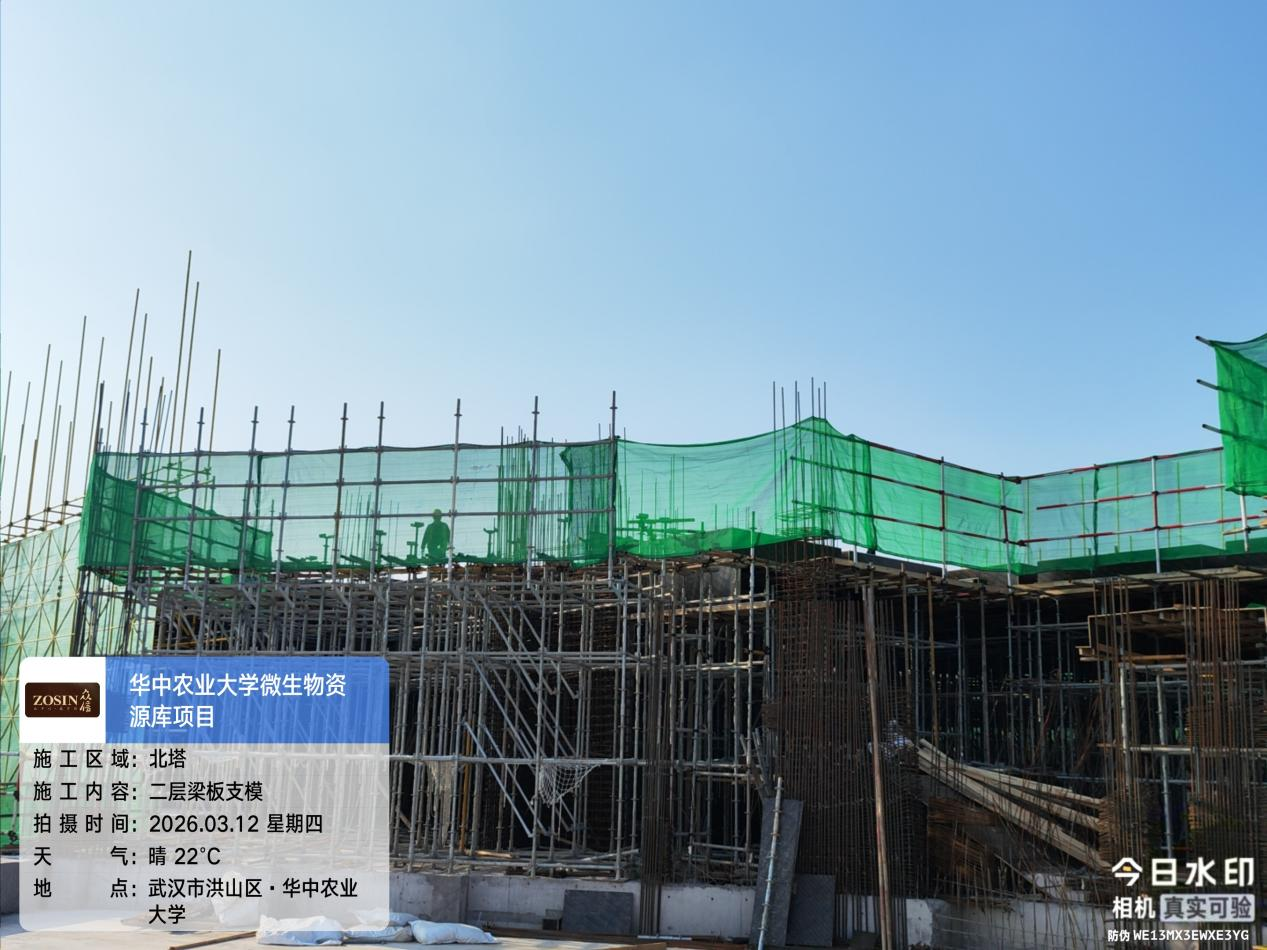 ZOSIN 众信
华中农业大学微生物资
源库项目
施工区域：北塔
施工内容：二层梁板支模
拍摄时间：2026.03.12 星期四
天气：晴 22°C
地点：武汉市洪山区·华中农业
大学
今日水印
相机 真实可验
防伪 WE13MX3EWXE3YG